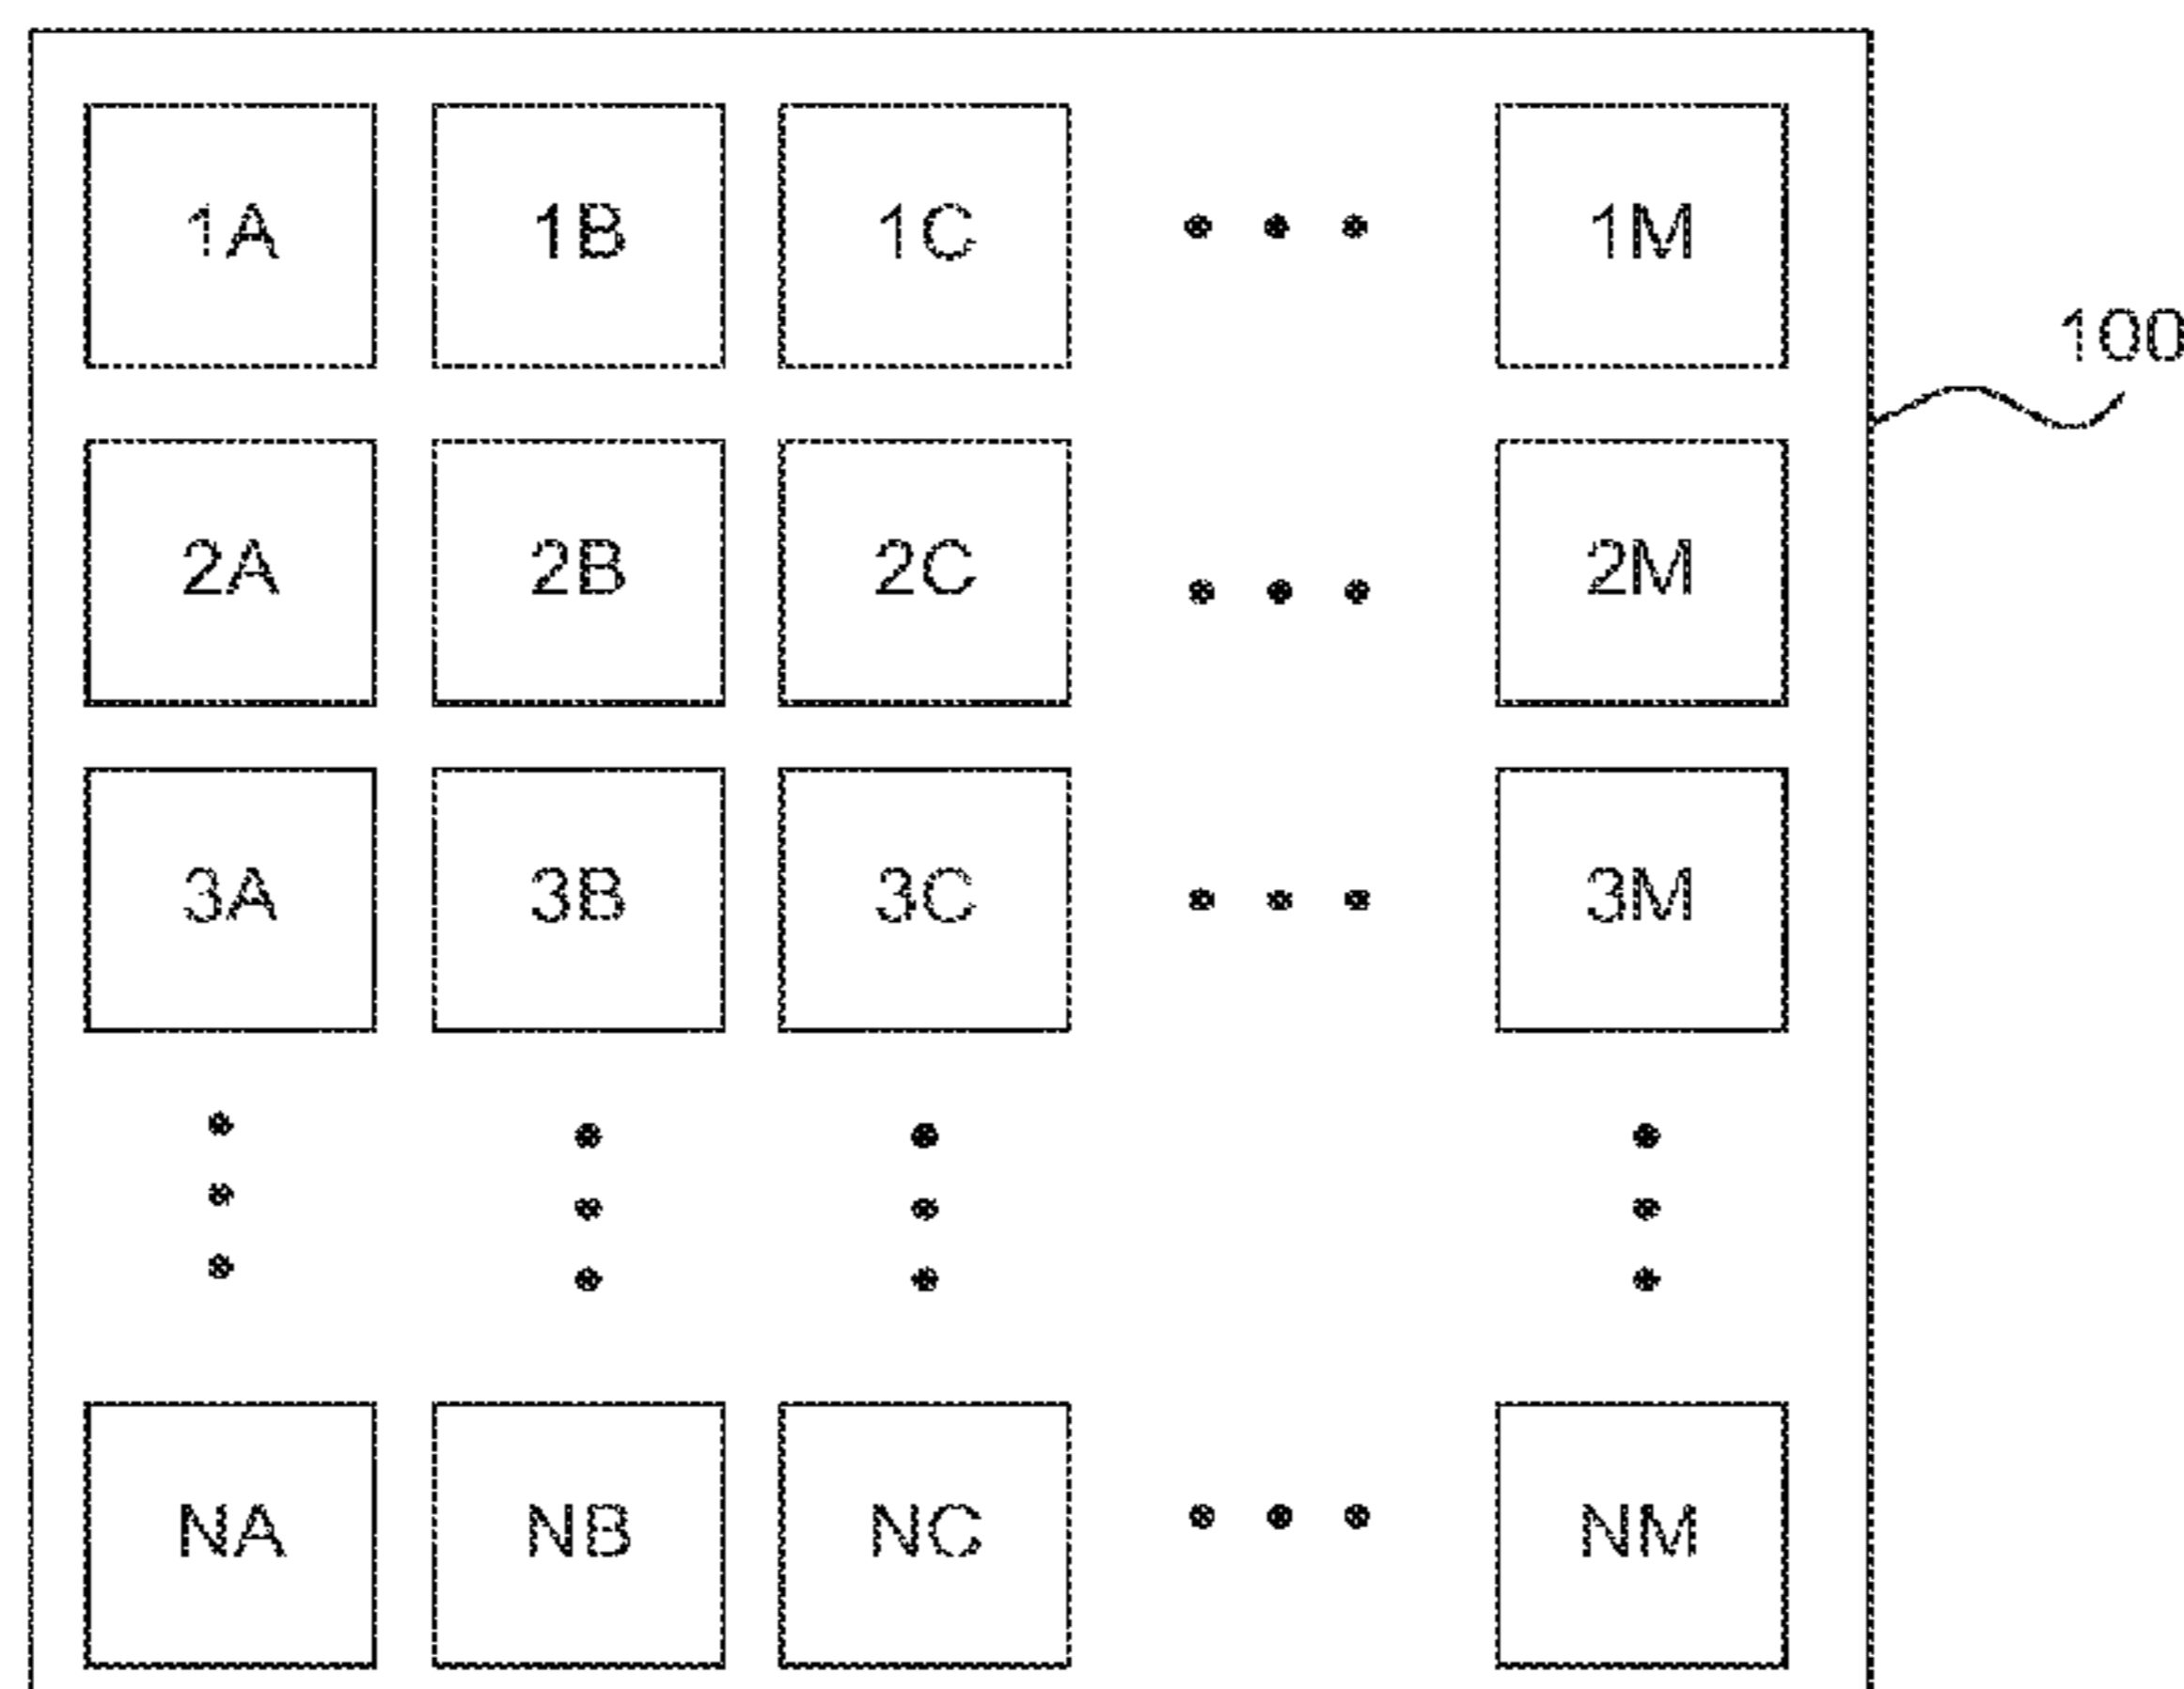 1A 1B 1C • • • 1M
100
2A 2B 2C • • • 2M
3A 3B 3C • • • 3M
NA NB NC • • • NM